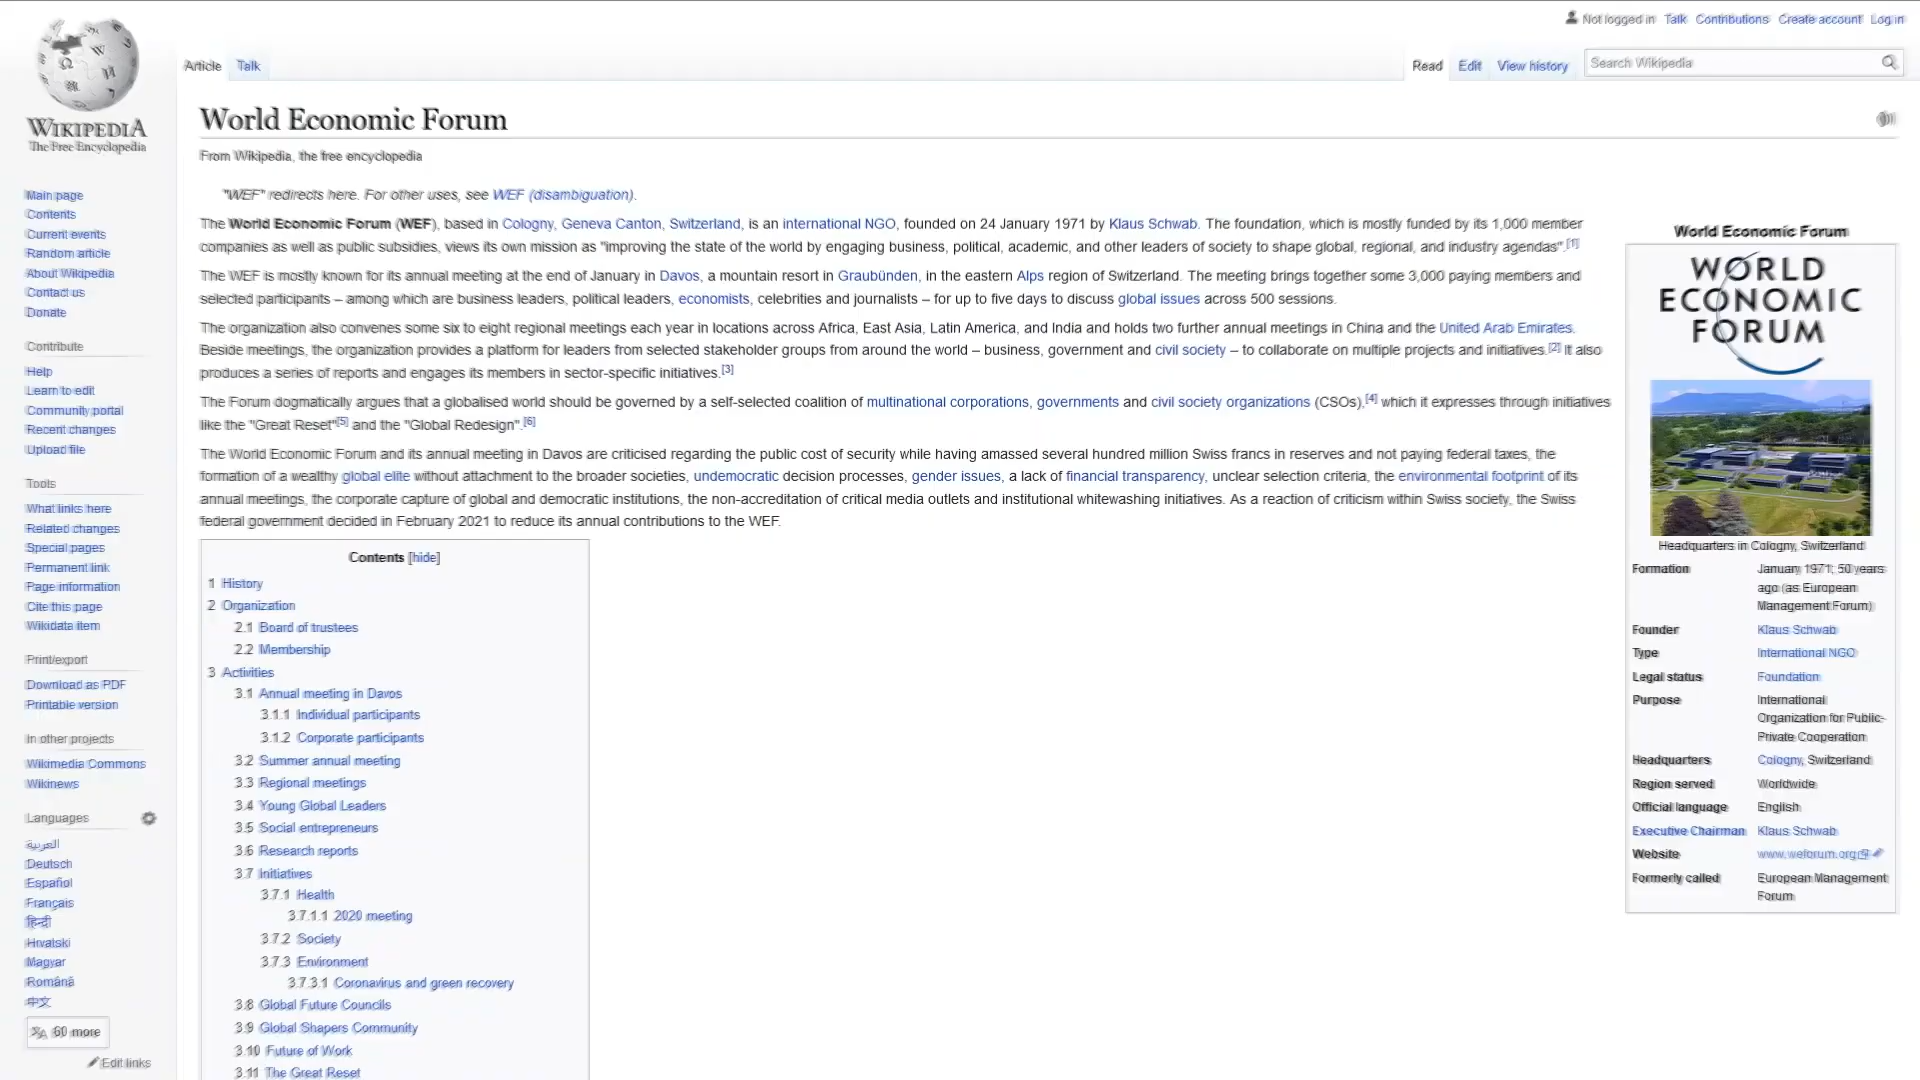 Not logged in Talk Contributions Create account Log in
Article Talk
Read Edit View history Search Wikipedia
WIKIPEDIA
The Free Encyclopedia
Main page
Contents
Current events
Random article
About Wikipedia
Contact us
Donate
Contribute
Help
Learn to edit
Community portal
Recent changes
Upload file
Tools
What links here
Related changes
Special pages
Permanent link
Page information
Cite this page
Wikidata item
Print/export
Download as PDF
Printable version
In other projects
Wikimedia Commons
Wikinews
Languages
العربية
Deutsch
Español
Français
हिन्दी
Hrvatski
Magyar
Română
中文
60 more
Edit links
World Economic Forum
From Wikipedia, the free encyclopedia
"WEF" redirects here. For other uses, see WEF (disambiguation).
The World Economic Forum (WEF), based in Cologny, Geneva Canton, Switzerland, is an international NGO, founded on 24 January 1971 by Klaus Schwab. The foundation, which is mostly funded by its 1,000 member
companies as well as public subsidies, views its own mission as "improving the state of the world by engaging business, political, academic, and other leaders of society to shape global, regional, and industry agendas".[1]
The WEF is mostly known for its annual meeting at the end of January in Davos, a mountain resort in Graubünden, in the eastern Alps region of Switzerland. The meeting brings together some 3,000 paying members and
selected participants – among which are business leaders, political leaders, economists, celebrities and journalists – for up to five days to discuss global issues across 500 sessions.
The organization also convenes some six to eight regional meetings each year in locations across Africa, East Asia, Latin America, and India and holds two further annual meetings in China and the United Arab Emirates.
Beside meetings, the organization provides a platform for leaders from selected stakeholder groups from around the world – business, government and civil society – to collaborate on multiple projects and initiatives.[2] It also
produces a series of reports and engages its members in sector-specific initiatives.[3]
The Forum dogmatically argues that a globalised world should be governed by a self-selected coalition of multinational corporations, governments and civil society organizations (CSOs),[4] which it expresses through initiatives
like the "Great Reset"[5] and the "Global Redesign".[6]
The World Economic Forum and its annual meeting in Davos are criticised regarding the public cost of security while having amassed several hundred million Swiss francs in reserves and not paying federal taxes, the
formation of a wealthy global elite without attachment to the broader societies, undemocratic decision processes, gender issues, a lack of financial transparency, unclear selection criteria, the environmental footprint of its
annual meetings, the corporate capture of global and democratic institutions, the non-accreditation of critical media outlets and institutional whitewashing initiatives. As a reaction of criticism within Swiss society, the Swiss
federal government decided in February 2021 to reduce its annual contributions to the WEF.
Contents [hide]
1 History
2 Organization
2.1 Board of trustees
2.2 Membership
3 Activities
3.1 Annual meeting in Davos
3.1.1 Individual participants
3.1.2 Corporate participants
3.2 Summer annual meeting
3.3 Regional meetings
3.4 Young Global Leaders
3.5 Social entrepreneurs
3.6 Research reports
3.7 Initiatives
3.7.1 Health
3.7.1.1 2020 meeting
3.7.2 Society
3.7.3 Environment
3.7.3.1 Coronavirus and green recovery
3.8 Global Future Councils
3.9 Global Shapers Community
3.10 Future of Work
3.11 The Great Reset
World Economic Forum
WORLD
ECONOMIC
FORUM
Headquarters in Cologny, Switzerland
Formation January 1971; 50 years
ago (as European
Management Forum)
Founder Klaus Schwab
Type International NGO
Legal status Foundation
Purpose International
Organization for Public-
Private Cooperation
Headquarters Cologny, Switzerland
Region served Worldwide
Official language English
Executive Chairman Klaus Schwab
Website www.weforum.org
Formerly called European Management
Forum